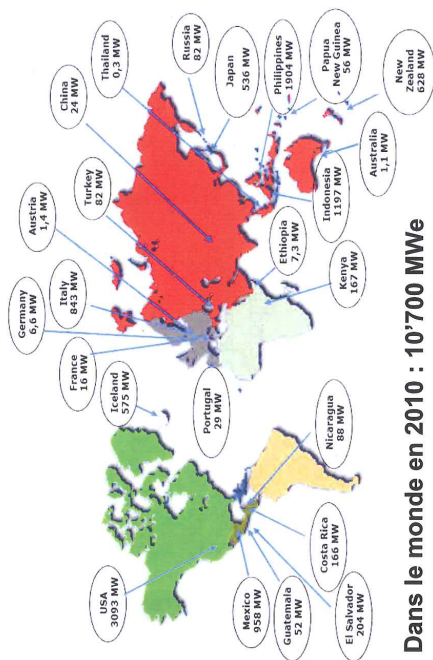 Germany
6,6 MW
Austria
1,4 MW
China
24 MW
Thailand
0,3 MW
Italy
843 MW
Turkey
82 MW
Russia
82 MW
France
16 MW
Japan
536 MW
Iceland
575 MW
Philippines
1904 MW
USA
3093 MW
Papua
New Guinea
56 MW
Portugal
29 MW
Ethiopia
7,3 MW
Mexico
958 MW
Nicaragua
88 MW
Kenya
167 MW
Indonesia
1197 MW
Guatemala
52 MW
Costa Rica
166 MW
Australia
1,1 MW
New
Zealand
628 MW
El Salvador
204 MW
Dans le monde en 2010 : 10'700 MWe